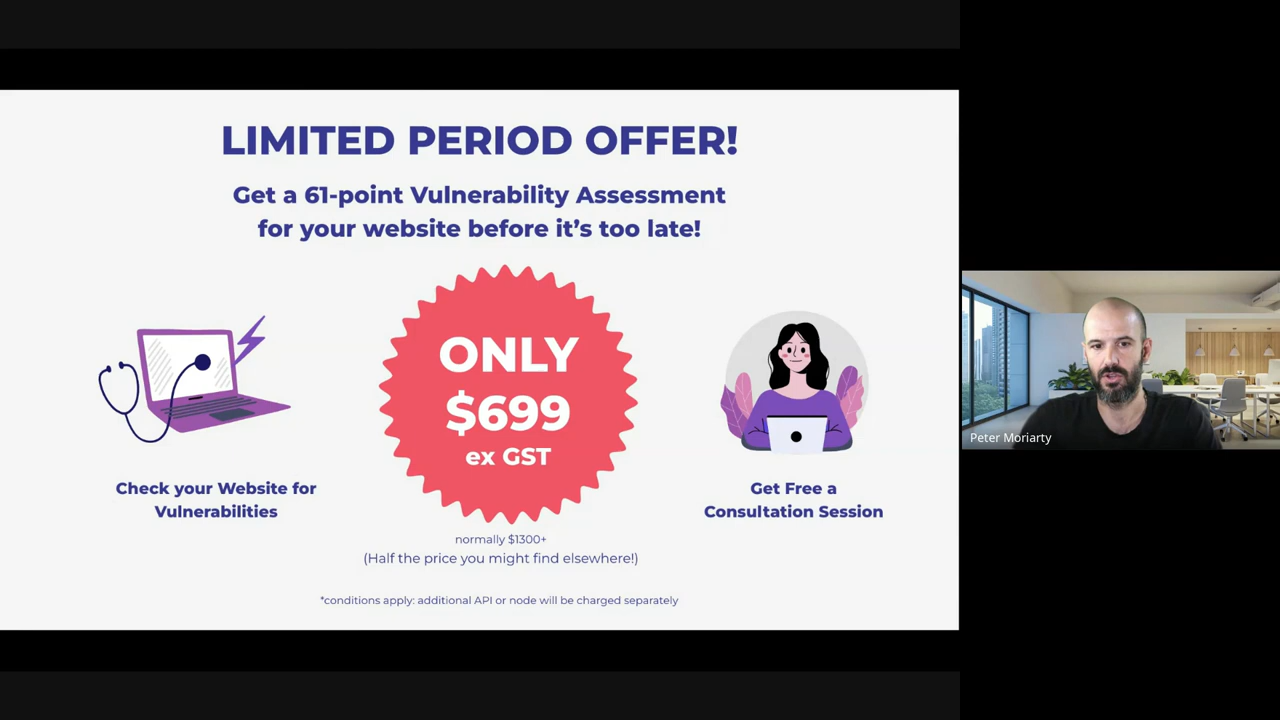 LIMITED PERIOD OFFER!
Get a 61-point Vulnerability Assessment
for your website before it's too late!
ONLY
$699
ex GST
Check your Website for
Vulnerabilities
Get Free a
Consultation Session
normally $1300+
(Half the price you might find elsewhere!)
*conditions apply: additional API or node will be charged separately
Peter Moriarty